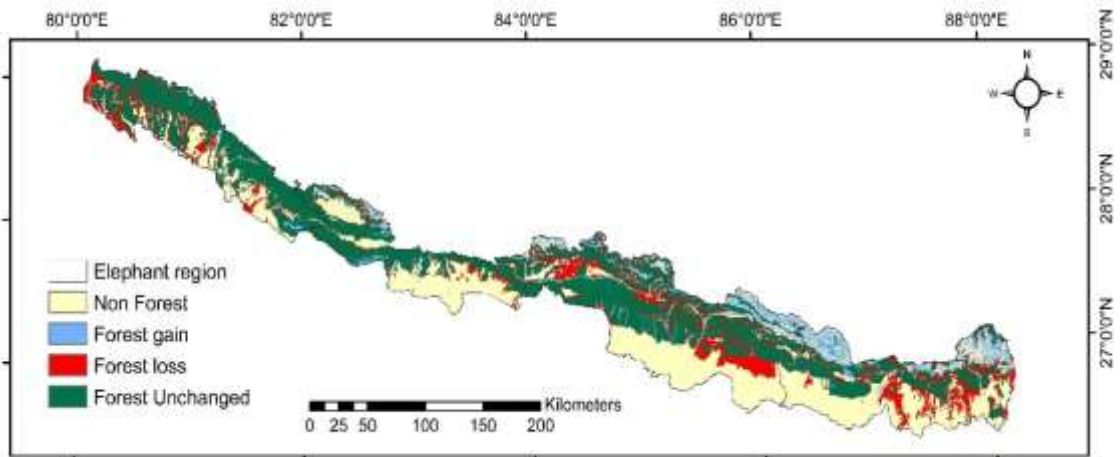 80°0'0"E 82°0'0"E 84°0'0"E 86°0'0"E 88°0'0"E
29°0'0"N
N
W E
S
28°0'0"N
Elephant region
Non Forest
Forest gain
27°0'0"N
Forest loss
Forest Unchanged
Kilometers
0 25 50 100 150 200